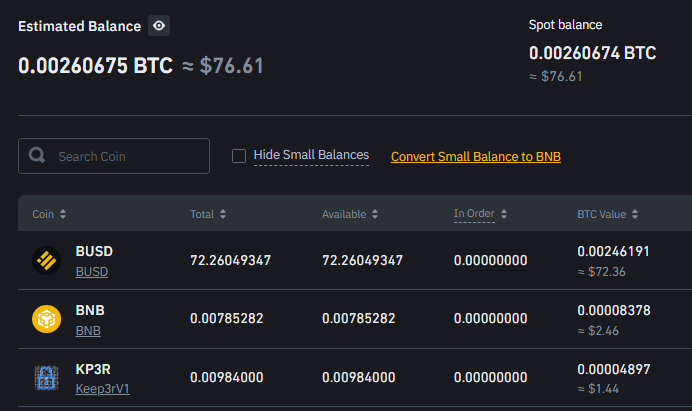 Estimated Balance
0.00260675 BTC ≈ $76.61
Spot balance
0.00260674 BTC
≈ $76.61
Search Coin
Hide Small Balances
Convert Small Balance to BNB
Coin Total Available In Order BTC Value
BUSD 72.26049347 72.26049347 0.00000000 0.00246191
BUSD ≈ $72.36
BNB 0.00785282 0.00785282 0.00000000 0.00008378
BNB ≈ $2.46
KP3R 0.00984000 0.00984000 0.00000000 0.00004897
Keep3rV1 ≈ $1.44